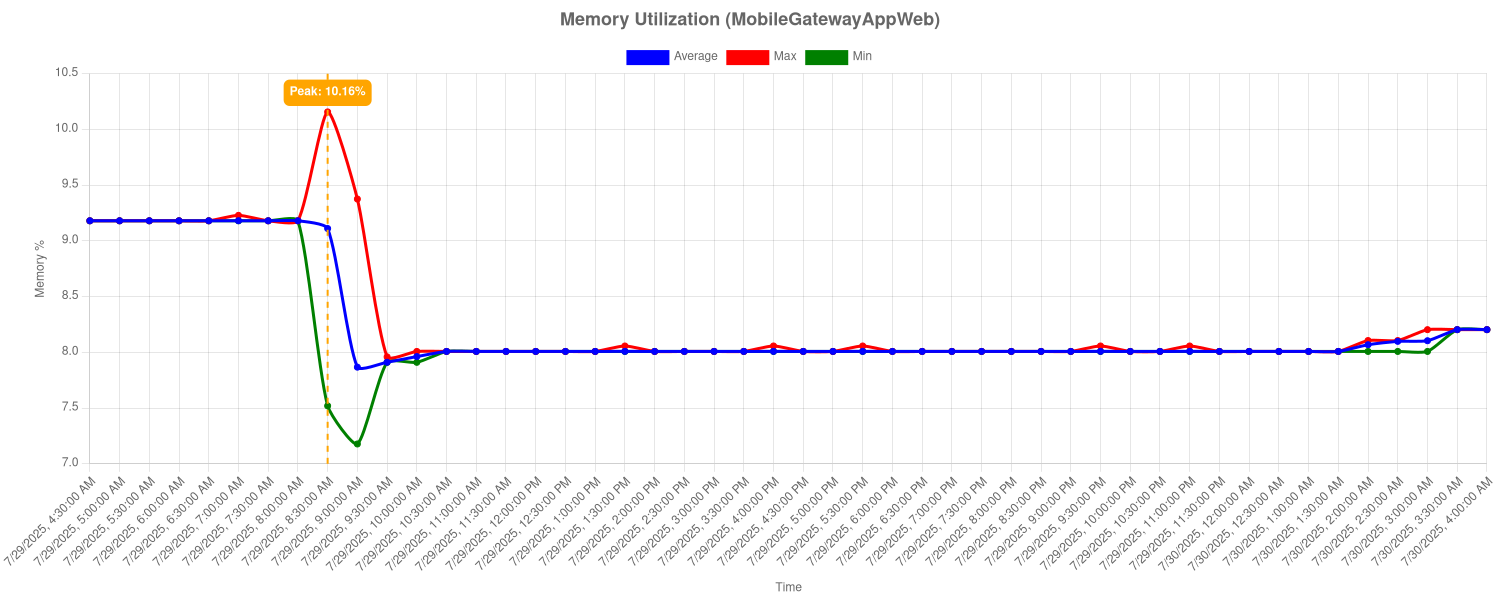 Memory Utilization (MobileGatewayAppWeb)
Average Max Min
Peak: 10.16%
10.5
10.0
9.5
9.0
8.5
8.0
7.5
7.0
Memory %
7/29/2025, 4:30:00 AM
7/29/2025, 5:00:00 AM
7/29/2025, 5:30:00 AM
7/29/2025, 6:00:00 AM
7/29/2025, 6:30:00 AM
7/29/2025, 7:00:00 AM
7/29/2025, 7:30:00 AM
7/29/2025, 8:00:00 AM
7/29/2025, 8:30:00 AM
7/29/2025, 9:00:00 AM
7/29/2025, 9:30:00 AM
7/29/2025, 10:00:00 AM
7/29/2025, 10:30:00 AM
7/29/2025, 11:00:00 AM
7/29/2025, 11:30:00 AM
7/29/2025, 12:00:00 PM
7/29/2025, 12:30:00 PM
7/29/2025, 1:00:00 PM
7/29/2025, 1:30:00 PM
7/29/2025, 2:00:00 PM
7/29/2025, 2:30:00 PM
7/29/2025, 3:00:00 PM
7/29/2025, 3:30:00 PM
7/29/2025, 4:00:00 PM
7/29/2025, 4:30:00 PM
7/29/2025, 5:00:00 PM
7/29/2025, 5:30:00 PM
7/29/2025, 6:00:00 PM
7/29/2025, 6:30:00 PM
7/29/2025, 7:00:00 PM
7/29/2025, 7:30:00 PM
7/29/2025, 8:00:00 PM
7/29/2025, 8:30:00 PM
7/29/2025, 9:00:00 PM
7/29/2025, 9:30:00 PM
7/29/2025, 10:00:00 PM
7/29/2025, 10:30:00 PM
7/29/2025, 11:00:00 PM
7/29/2025, 11:30:00 PM
7/30/2025, 12:00:00 AM
7/30/2025, 12:30:00 AM
7/30/2025, 1:00:00 AM
7/30/2025, 1:30:00 AM
7/30/2025, 2:00:00 AM
7/30/2025, 2:30:00 AM
7/30/2025, 3:00:00 AM
7/30/2025, 3:30:00 AM
7/30/2025, 4:00:00 AM
Time